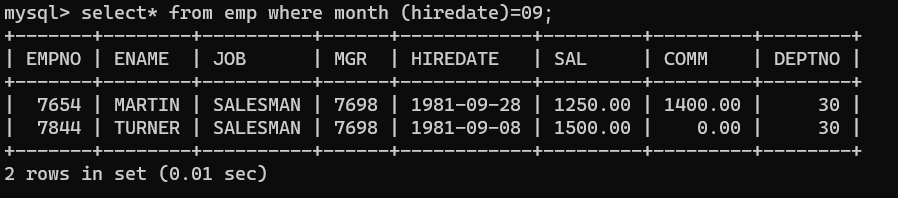 mysql> select* from emp where month (hiredate)=09;
+-------+--------+----------+------+------------+---------+---------+--------+
| EMPNO | ENAME  | JOB      | MGR  | HIREDATE   | SAL     | COMM    | DEPTNO |
+-------+--------+----------+------+------------+---------+---------+--------+
|  7654 | MARTIN | SALESMAN | 7698 | 1981-09-28 | 1250.00 | 1400.00 |     30 |
|  7844 | TURNER | SALESMAN | 7698 | 1981-09-08 | 1500.00 |    0.00 |     30 |
+-------+--------+----------+------+------------+---------+---------+--------+
2 rows in set (0.01 sec)